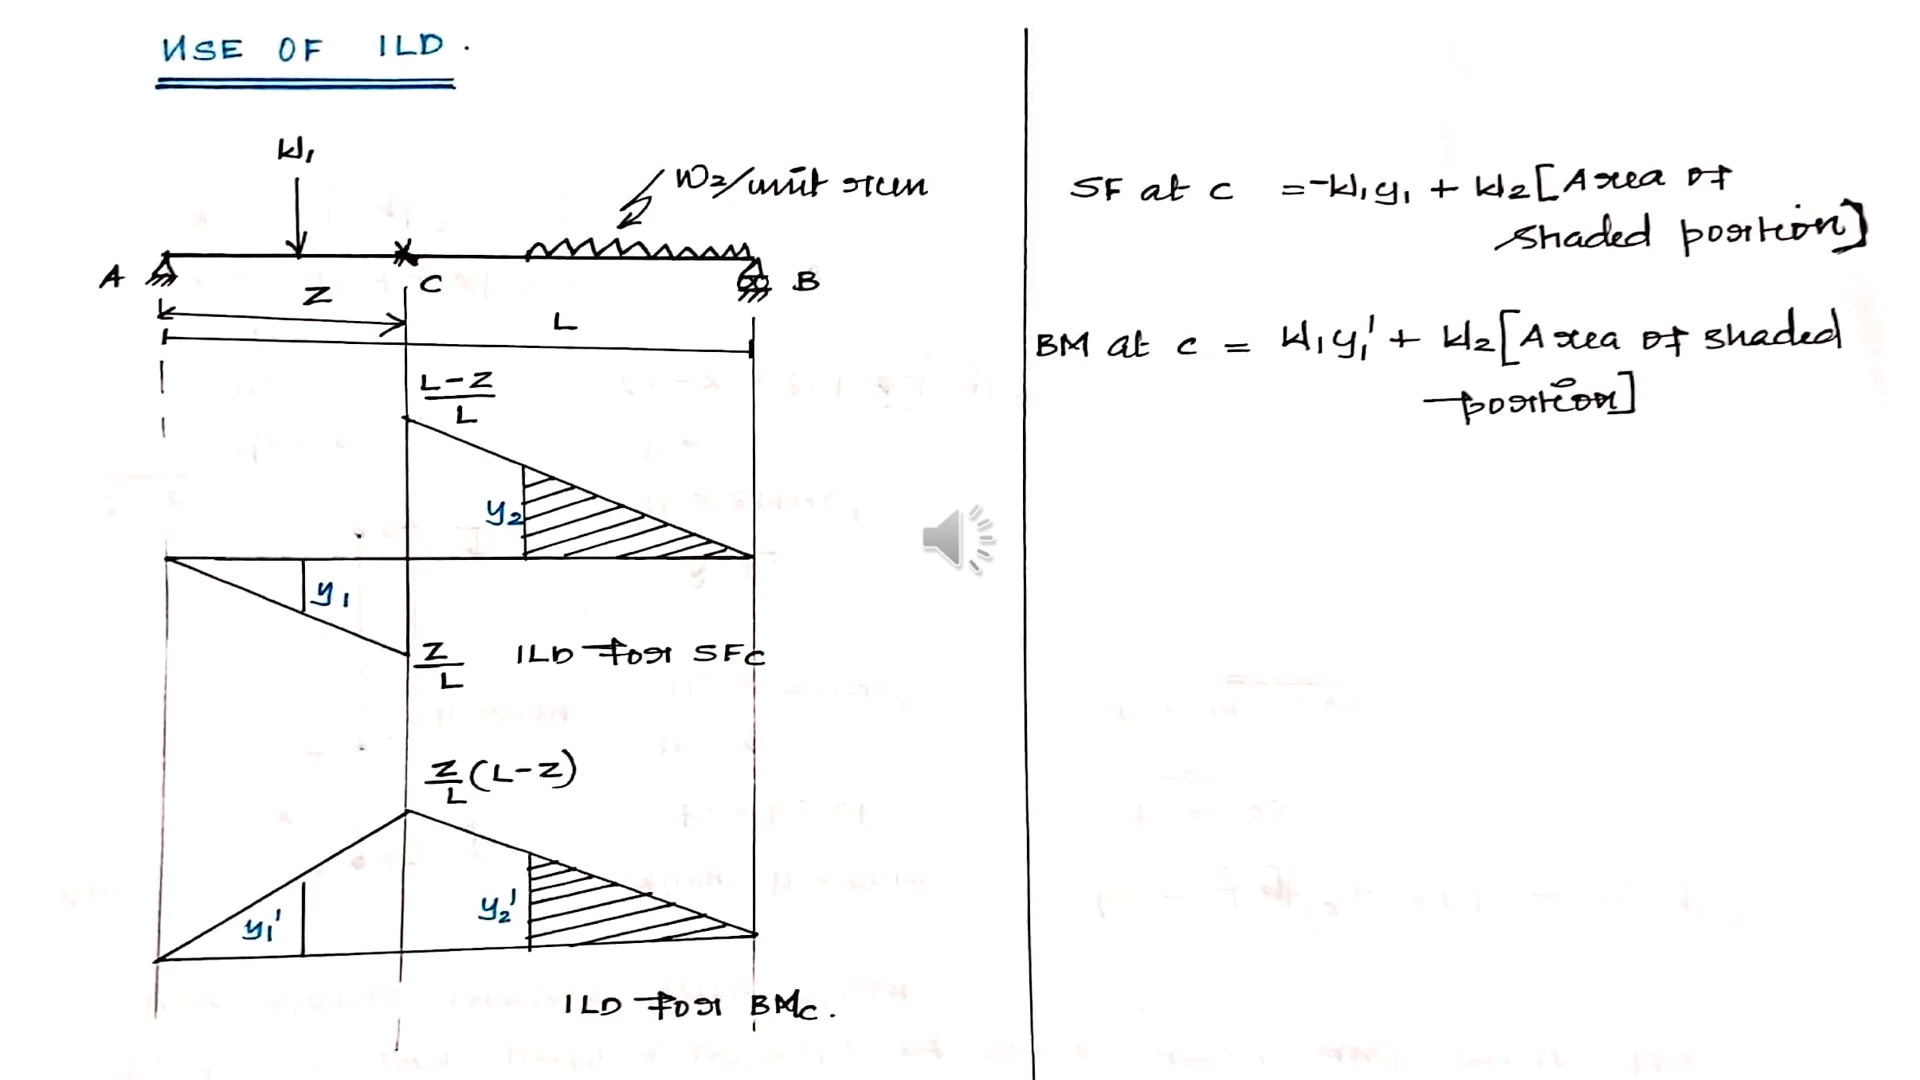 USE OF ILD.
W₁
W₂/unit run
A
Z
C
B
L
L-Z
L
y₂
y₁
Z
L
ILD for SFC
Z/L (L-Z)
y₁'
y₂'
ILD for BMC.
SF at c = -W₁y₁ + W₂[Area of
shaded portion]
BM at c = W₁y₁' + W₂[Area of shaded
portion]